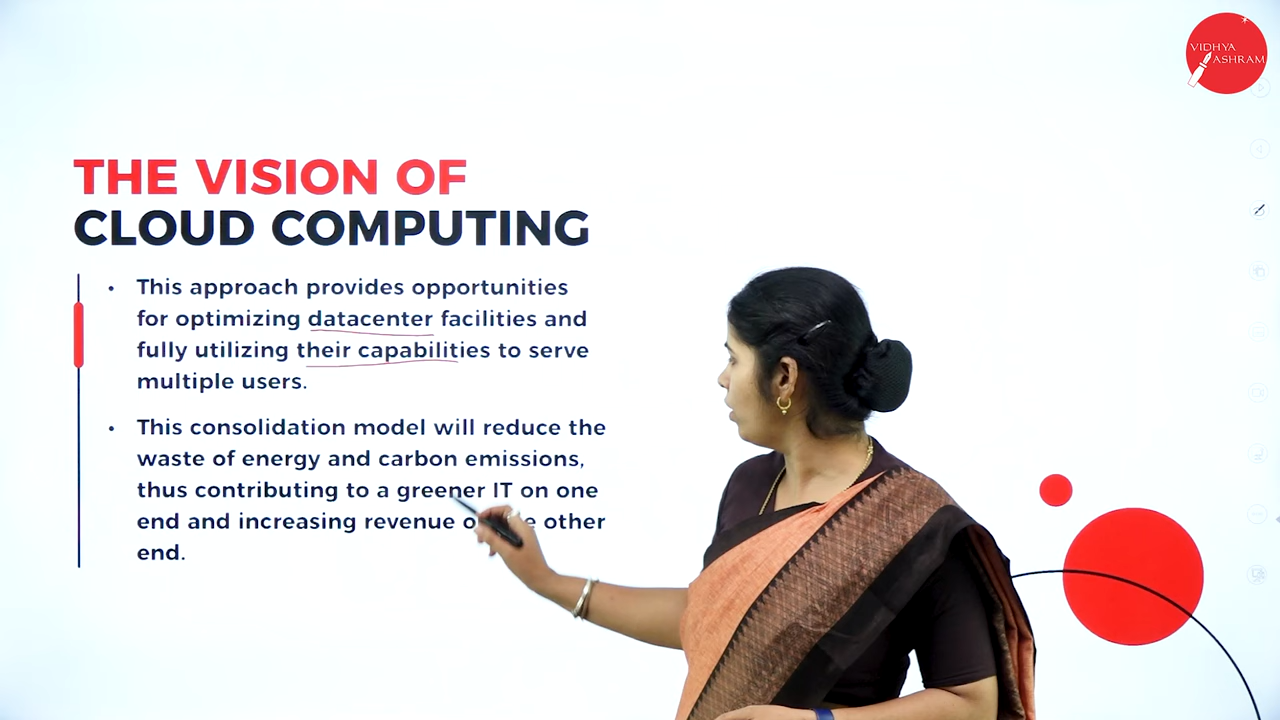 VIDHYA
ASHRAM
THE VISION OF
CLOUD COMPUTING
• This approach provides opportunities
for optimizing datacenter facilities and
fully utilizing their capabilities to serve
multiple users.
• This consolidation model will reduce the
waste of energy and carbon emissions,
thus contributing to a greener IT on one
end and increasing revenue other
end.